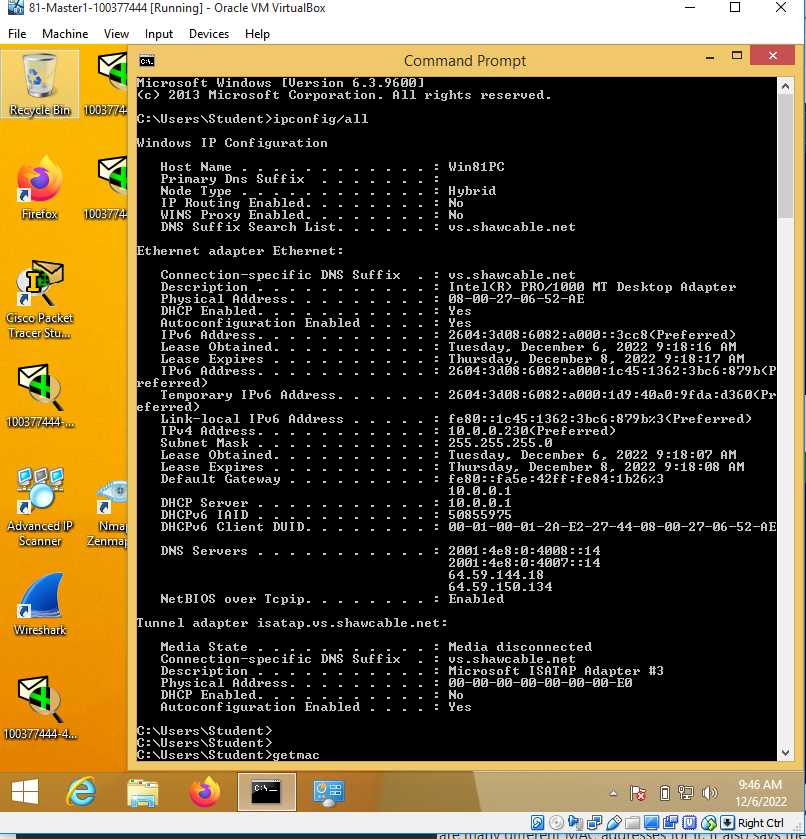 81-Master1-100377444 [Running] - Oracle VM VirtualBox
File Machine View Input Devices Help
Command Prompt
Microsoft Windows [Version 6.3.9600]
(c) 2013 Microsoft Corporation. All rights reserved.
C:\Users\Student>ipconfig/all
Windows IP Configuration
Host Name . . . . . . . . . . . . : Win81PC
Primary Dns Suffix . . . . . . . :
Node Type . . . . . . . . . . . . : Hybrid
IP Routing Enabled. . . . . . . . : No
WINS Proxy Enabled. . . . . . . . : No
DNS Suffix Search List. . . . . . : vs.shawcable.net
Ethernet adapter Ethernet:
Connection-specific DNS Suffix . : vs.shawcable.net
Description . . . . . . . . . . . : Intel(R) PRO/1000 MT Desktop Adapter
Physical Address. . . . . . . . . : 08-00-27-06-52-AE
DHCP Enabled. . . . . . . . . . . : Yes
Autoconfiguration Enabled . . . . : Yes
IPv6 Address. . . . . . . . . . . : 2604:3d08:6082:a000::3cc8(Preferred)
Lease Obtained. . . . . . . . . . : Tuesday, December 6, 2022 9:18:16 AM
Lease Expires . . . . . . . . . . : Thursday, December 8, 2022 9:18:17 AM
IPv6 Address. . . . . . . . . . . : 2604:3d08:6082:a000:1c45:1362:3bc6:879b(P
referred)
Temporary IPv6 Address. . . . . . : 2604:3d08:6082:a000:1d9:40a0:9fda:d360(Pr
eferred)
Link-local IPv6 Address . . . . . : fe80::1c45:1362:3bc6:879b%3(Preferred)
IPv4 Address. . . . . . . . . . . : 10.0.0.230(Preferred)
Subnet Mask . . . . . . . . . . . : 255.255.255.0
Lease Obtained. . . . . . . . . . : Tuesday, December 6, 2022 9:18:07 AM
Lease Expires . . . . . . . . . . : Thursday, December 8, 2022 9:18:08 AM
Default Gateway . . . . . . . . . : fe80::fa5e:42ff:fe84:1b26%3
10.0.0.1
DHCP Server . . . . . . . . . . . : 10.0.0.1
DHCPv6 IAID . . . . . . . . . . . : 50855975
DHCPv6 Client DUID. . . . . . . . : 00-01-00-01-2A-E2-27-44-08-00-27-06-52-AE
DNS Servers . . . . . . . . . . . : 2001:4e8:0:4008::14
2001:4e8:0:4007::14
64.59.144.18
64.59.150.134
NetBIOS over Tcpip. . . . . . . . : Enabled
Tunnel adapter isatap.vs.shawcable.net:
Media State . . . . . . . . . . . : Media disconnected
Connection-specific DNS Suffix . : vs.shawcable.net
Description . . . . . . . . . . . : Microsoft ISATAP Adapter #3
Physical Address. . . . . . . . . : 00-00-00-00-00-00-00-E0
DHCP Enabled. . . . . . . . . . . : No
Autoconfiguration Enabled . . . . : Yes
C:\Users\Student>
C:\Users\Student>
C:\Users\Student>getmac
Recycle Bin
100377444
Firefox
100377444
Cisco Packet
Tracer Stu...
100377444-...
Advanced IP
Scanner
Nmap
Zenmap
Wireshark
100377444-4...
9:46 AM
12/6/2022
Right Ctrl
are many different MAC addresses for it. It also says the